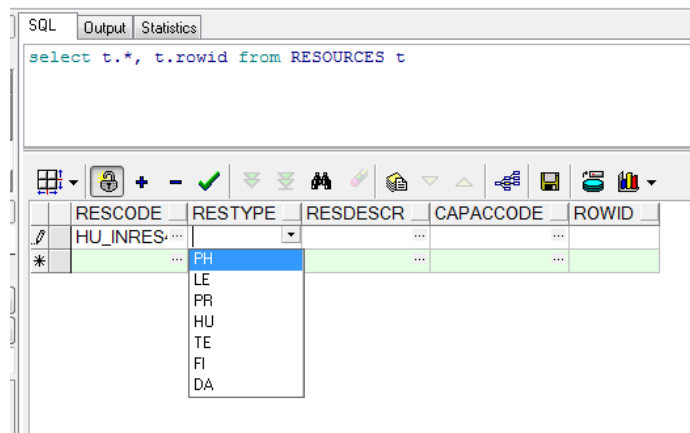 SQL Output Statistics
select t.*, t.rowid from RESOURCES t
RESCODE RESTYPE RESDESCR CAPACCODE ROWID
HU_INRES ... ... ...
... ... ...
PH
LE
PR
HU
TE
FI
DA